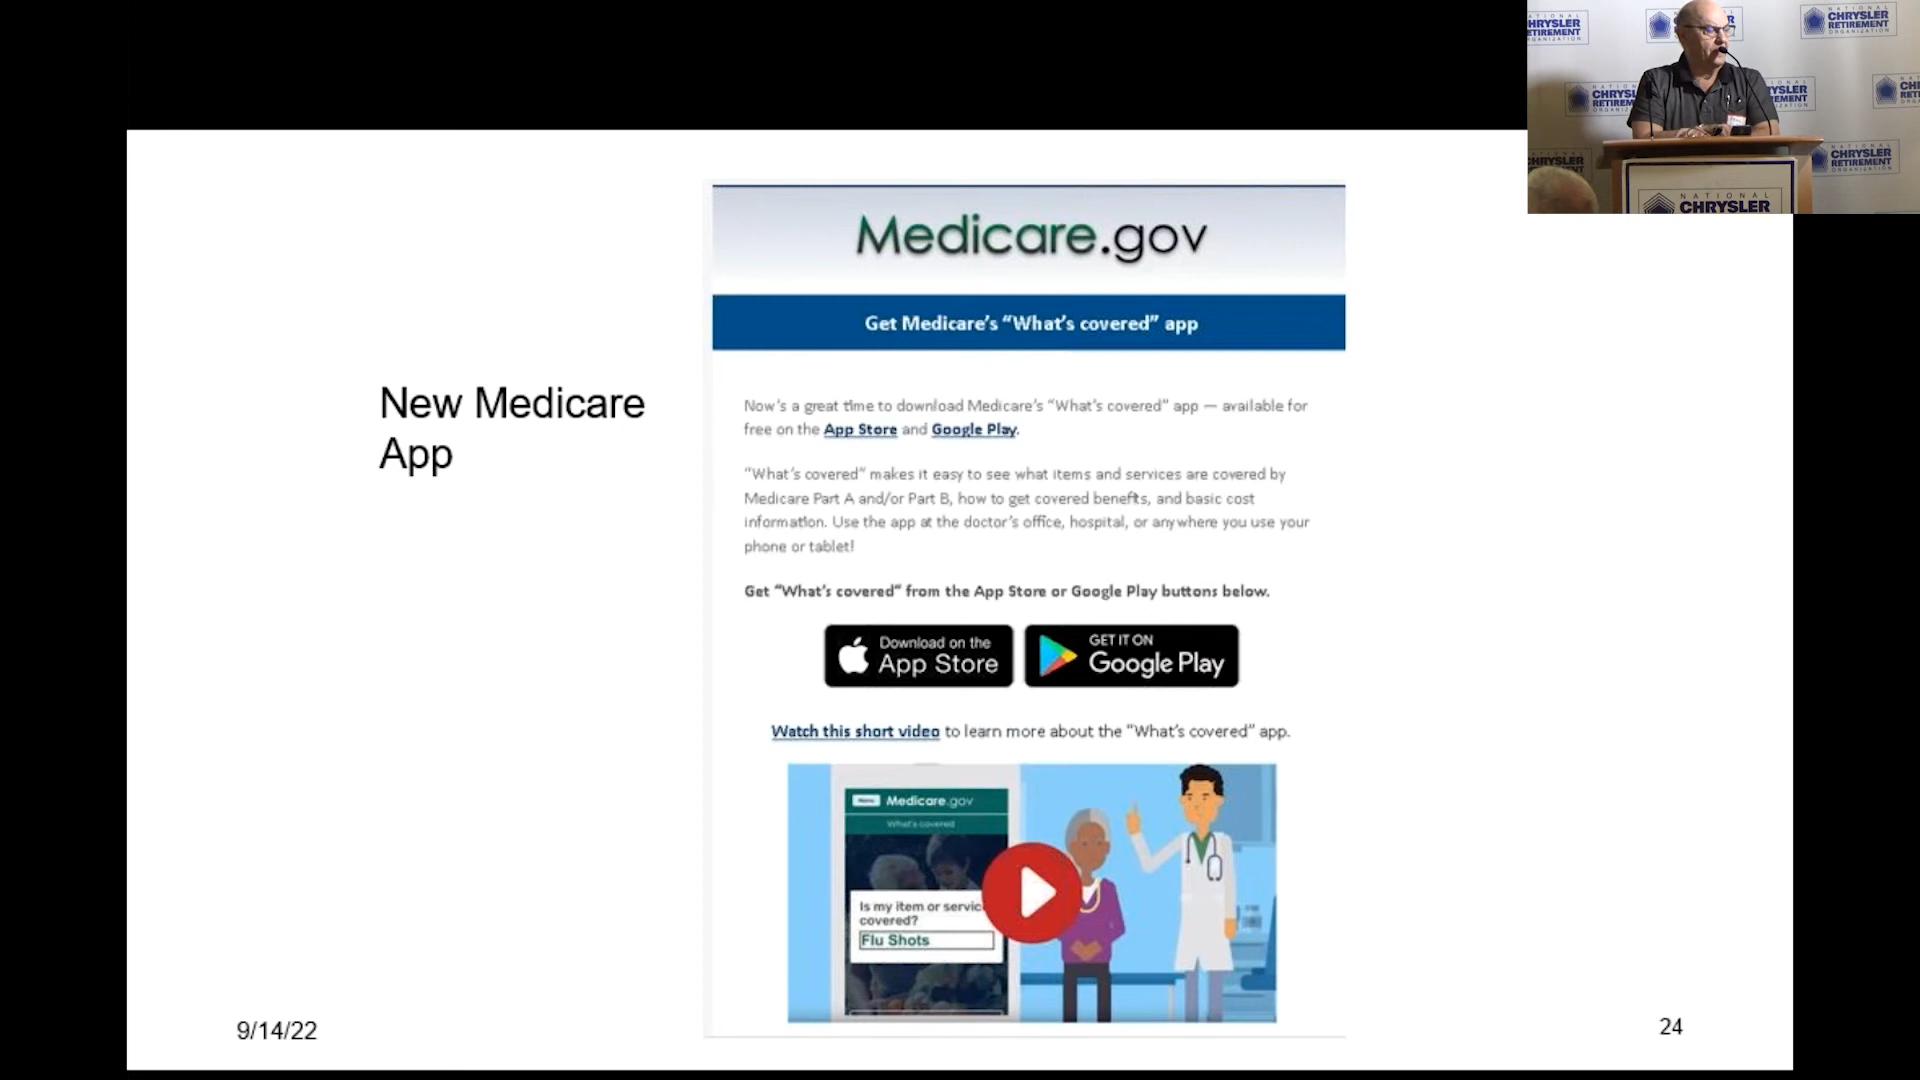 New Medicare
App
Medicare.gov
Get Medicare's “What's covered” app
Now's a great time to download Medicare's “What's covered” app — available for
free on the App Store and Google Play.
“What's covered” makes it easy to see what items and services are covered by
Medicare Part A and/or Part B, how to get covered benefits, and basic cost
information. Use the app at the doctor's office, hospital, or anywhere you use your
phone or tablet!
Get “What's covered” from the App Store or Google Play buttons below.
Download on the
App Store
GET IT ON
Google Play
Watch this short video to learn more about the “What's covered” app.
Medicare.gov
What's covered
Is my item or servic
covered?
Flu Shots
9/14/22
24
NATIONAL
CHRYSLER
RETIREMENT
ORGANIZATION
CHRYSLER
RETIREMENT
NATIONAL
CHRYSLER